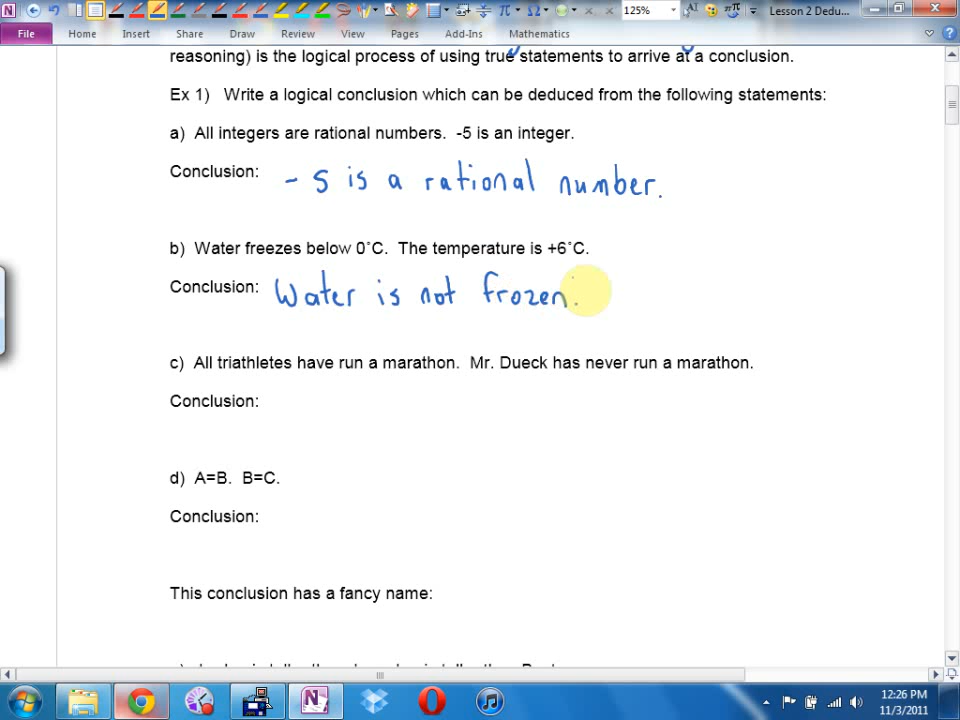 125%
Lesson 2 Dedu...
File Home Insert Share Draw Review View Pages Add-Ins Mathematics
reasoning) is the logical process of using true statements to arrive at a conclusion.
Ex 1) Write a logical conclusion which can be deduced from the following statements:
a) All integers are rational numbers. -5 is an integer.
Conclusion: -5 is a rational number.
b) Water freezes below 0˚C. The temperature is +6˚C.
Conclusion: Water is not frozen.
c) All triathletes have run a marathon. Mr. Dueck has never run a marathon.
Conclusion:
d) A=B. B=C.
Conclusion:
This conclusion has a fancy name:
12:26 PM
11/3/2011